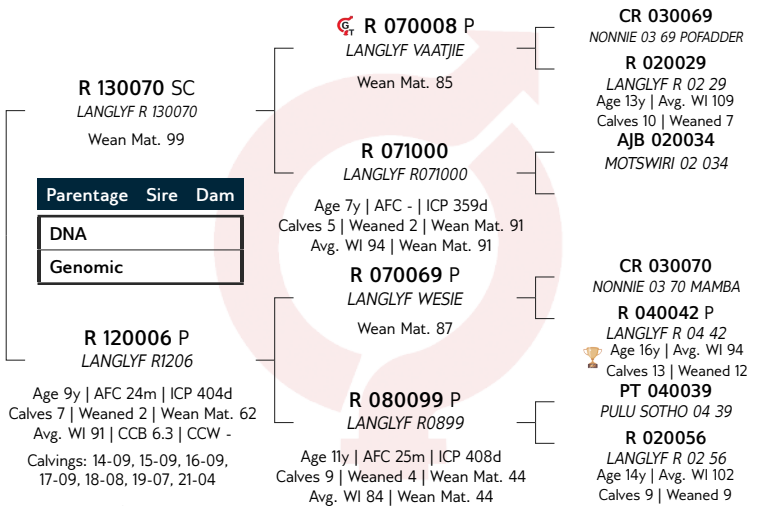 R 130070 SC
LANGLYF R 130070
Wean Mat. 99
Parentage Sire Dam
DNA
Genomic
R 120006 P
LANGLYF R1206
Age 9y | AFC 24m | ICP 404d
Calves 7 | Weaned 2 | Wean Mat. 62
Avg. WI 91 | CCB 6.3 | CCW -
Calvings: 14-09, 15-09, 16-09,
17-09, 18-08, 19-07, 21-04
GT R 070008 P
LANGLYF VAATJIE
Wean Mat. 85
R 071000
LANGLYF R071000
Age 7y | AFC - | ICP 359d
Calves 5 | Weaned 2 | Wean Mat. 91
Avg. WI 94 | Wean Mat. 91
R 070069 P
LANGLYF WESIE
Wean Mat. 87
R 080099 P
LANGLYF R0899
Age 11y | AFC 25m | ICP 408d
Calves 9 | Weaned 4 | Wean Mat. 44
Avg. WI 84 | Wean Mat. 44
CR 030069
NONNIE 03 69 POFADDER
R 020029
LANGLYF R 02 29
Age 13y | Avg. WI 109
Calves 10 | Weaned 7
AJB 020034
MOTSWIRI 02 034
CR 030070
NONNIE 03 70 MAMBA
R 040042 P
LANGLYF R 04 42
Age 16y | Avg. WI 94
Calves 13 | Weaned 12
PT 040039
PULU SOTHO 04 39
R 020056
LANGLYF R 02 56
Age 14y | Avg. WI 102
Calves 9 | Weaned 9